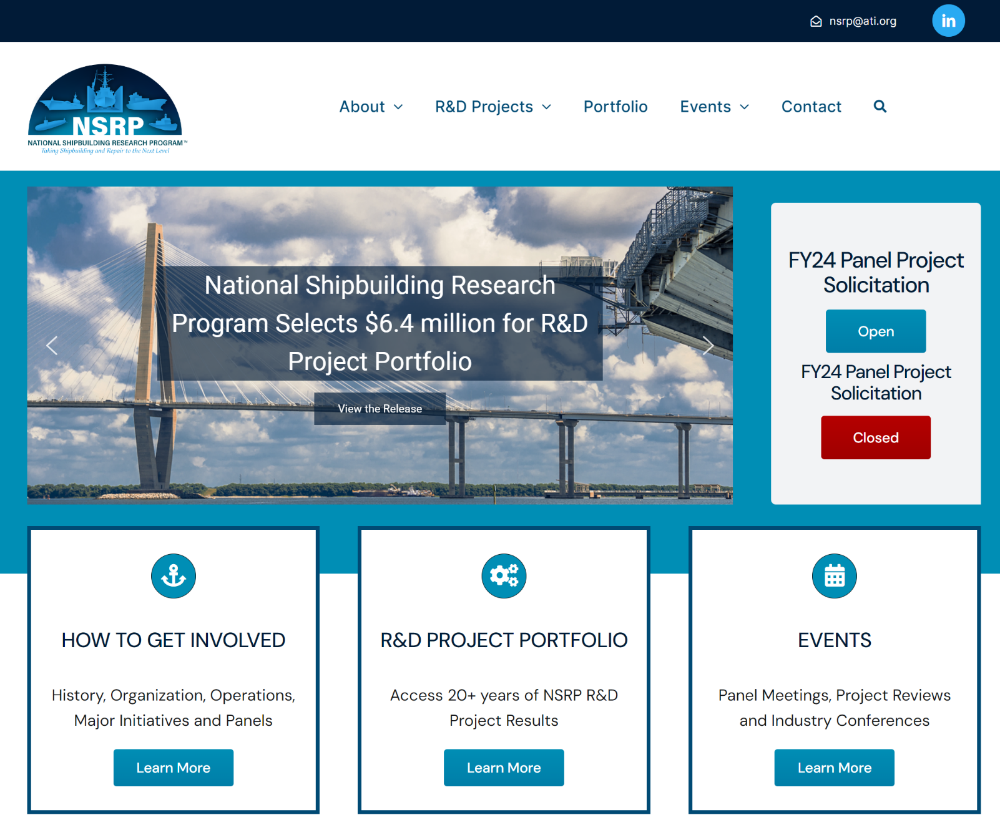 nsrp@ati.org
in
NSRP
NATIONAL SHIPBUILDING RESEARCH PROGRAM™
Taking Shipbuilding and Repair to the Next Level
About
R&D Projects
Portfolio
Events
Contact
National Shipbuilding Research
Program Selects $6.4 million for R&D
Project Portfolio
View the Release
FY24 Panel Project
Solicitation
Open
FY24 Panel Project
Solicitation
Closed
HOW TO GET INVOLVED
History, Organization, Operations,
Major Initiatives and Panels
Learn More
R&D PROJECT PORTFOLIO
Access 20+ years of NSRP R&D
Project Results
Learn More
EVENTS
Panel Meetings, Project Reviews
and Industry Conferences
Learn More